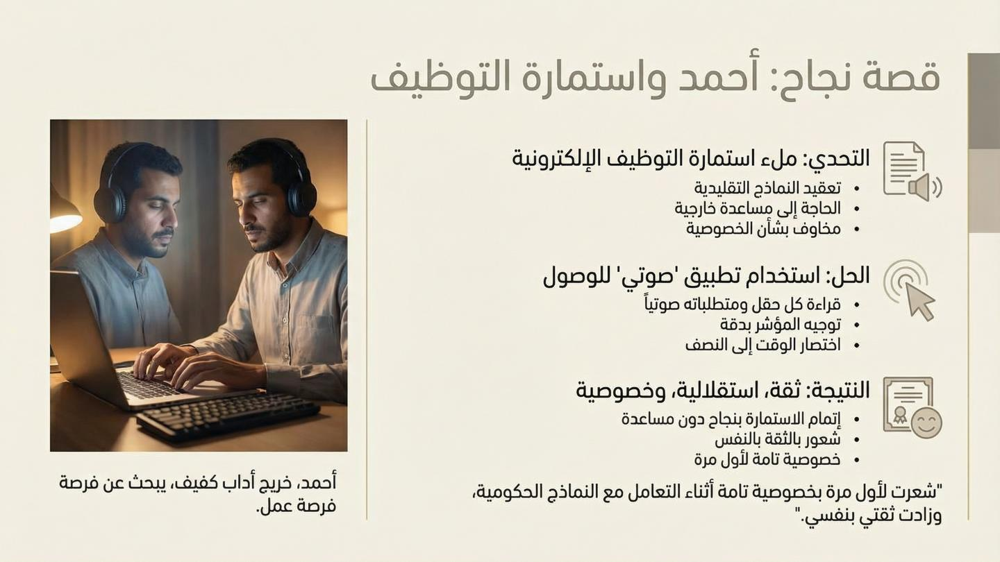 قصة نجاح: أحمد واستمارة التوظيف
التحدي: ملء استمارة التوظيف الإلكترونية
• تعقيد النماذج التقليدية
• الحاجة إلى مساعدة خارجية
• مخاوف بشأن الخصوصية
الحل: استخدام تطبيق 'صوتي' للوصول
• قراءة كل حقل ومتطلباته صوتياً
• توجيه المؤشر بدقة
• اختصار الوقت إلى النصف
النتيجة: ثقة، استقلالية، وخصوصية
• إتمام الاستمارة بنجاح دون مساعدة
• شعور بالثقة بالنفس
• خصوصية تامة لأول مرة
"شعرت لأول مرة بخصوصية تامة أثناء التعامل مع النماذج الحكومية،
وزادت ثقتي بنفسي."
أحمد، خريج أداب كفيف، يبحث عن فرصة
فرصة عمل.